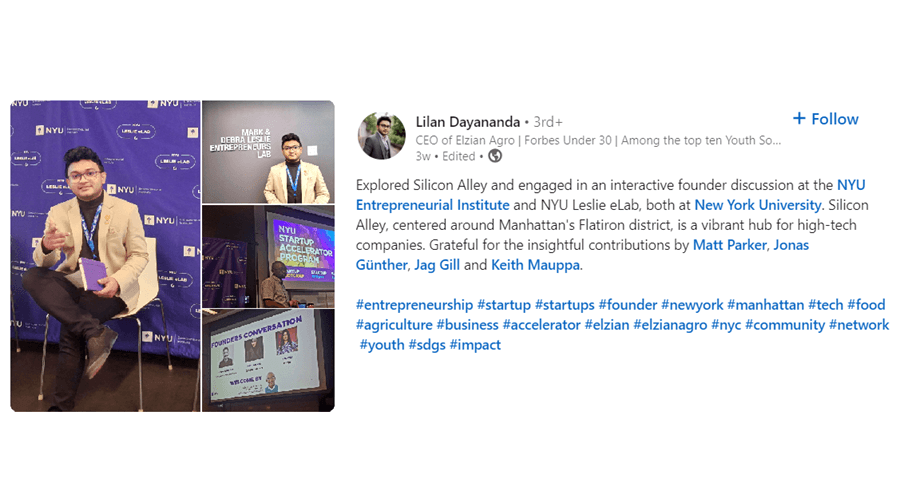 NYU
LESLIE eLAB
MARK &
DEBRA LESLIE
ENTREPRENEURS
LAB
NYU
STARTUP
ACCELERATOR
PROGRAM
FOUNDERS CONVERSATION
WELCOME BY
Lilan Dayananda • 3rd+
+ Follow
CEO of Elzian Agro | Forbes Under 30 | Among the top ten Youth So...
3w • Edited •
Explored Silicon Alley and engaged in an interactive founder discussion at the NYU
Entrepreneurial Institute and NYU Leslie eLab, both at New York University. Silicon
Alley, centered around Manhattan's Flatiron district, is a vibrant hub for high-tech
companies. Grateful for the insightful contributions by Matt Parker, Jonas
Günther, Jag Gill and Keith Mauppa.
#entrepreneurship #startup #startups #founder #newyork #manhattan #tech #food
#agriculture #business #accelerator #elzian #elzianagro #nyc #community #network
#youth #sdgs #impact